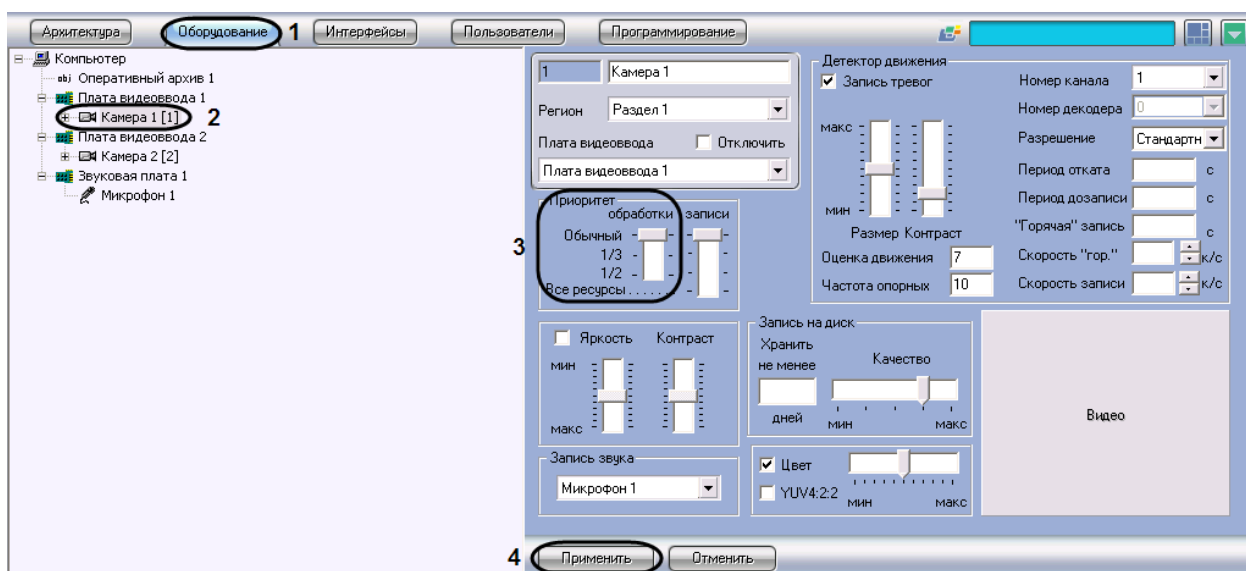 Архитектура Оборудование 1 Интерфейсы Пользователи Программирование
Компьютер
abj Оперативный архив 1
Плата видеоввода 1
Камера 1 [1] 2
Плата видеоввода 2
Камера 2 [2]
Звуковая плата 1
Микрофон 1
1 Камера 1
Регион Раздел 1
Плата видеоввода Отключить
Плата видеоввода 1
Детектор движения
Запись тревог
макс
мин
Размер Контраст
Оценка движения 7
Частота опорных 10
Номер канала 1
Номер декодера 0
Разрешение Стандартн
Период отката с
Период дозаписи с
"Горячая" запись с
Скорость "гор." к/с
Скорость записи к/с
3
Приоритет
обработки записи
Обычный
1/3
1/2
Все ресурсы . . . . . .
Яркость Контраст
мин
макс
Запись на диск
Хранить
не менее
дней
Качество
мин макс
Видео
Запись звука
Микрофон 1
Цвет
YUV4:2:2
мин макс
4 Применить Отменить